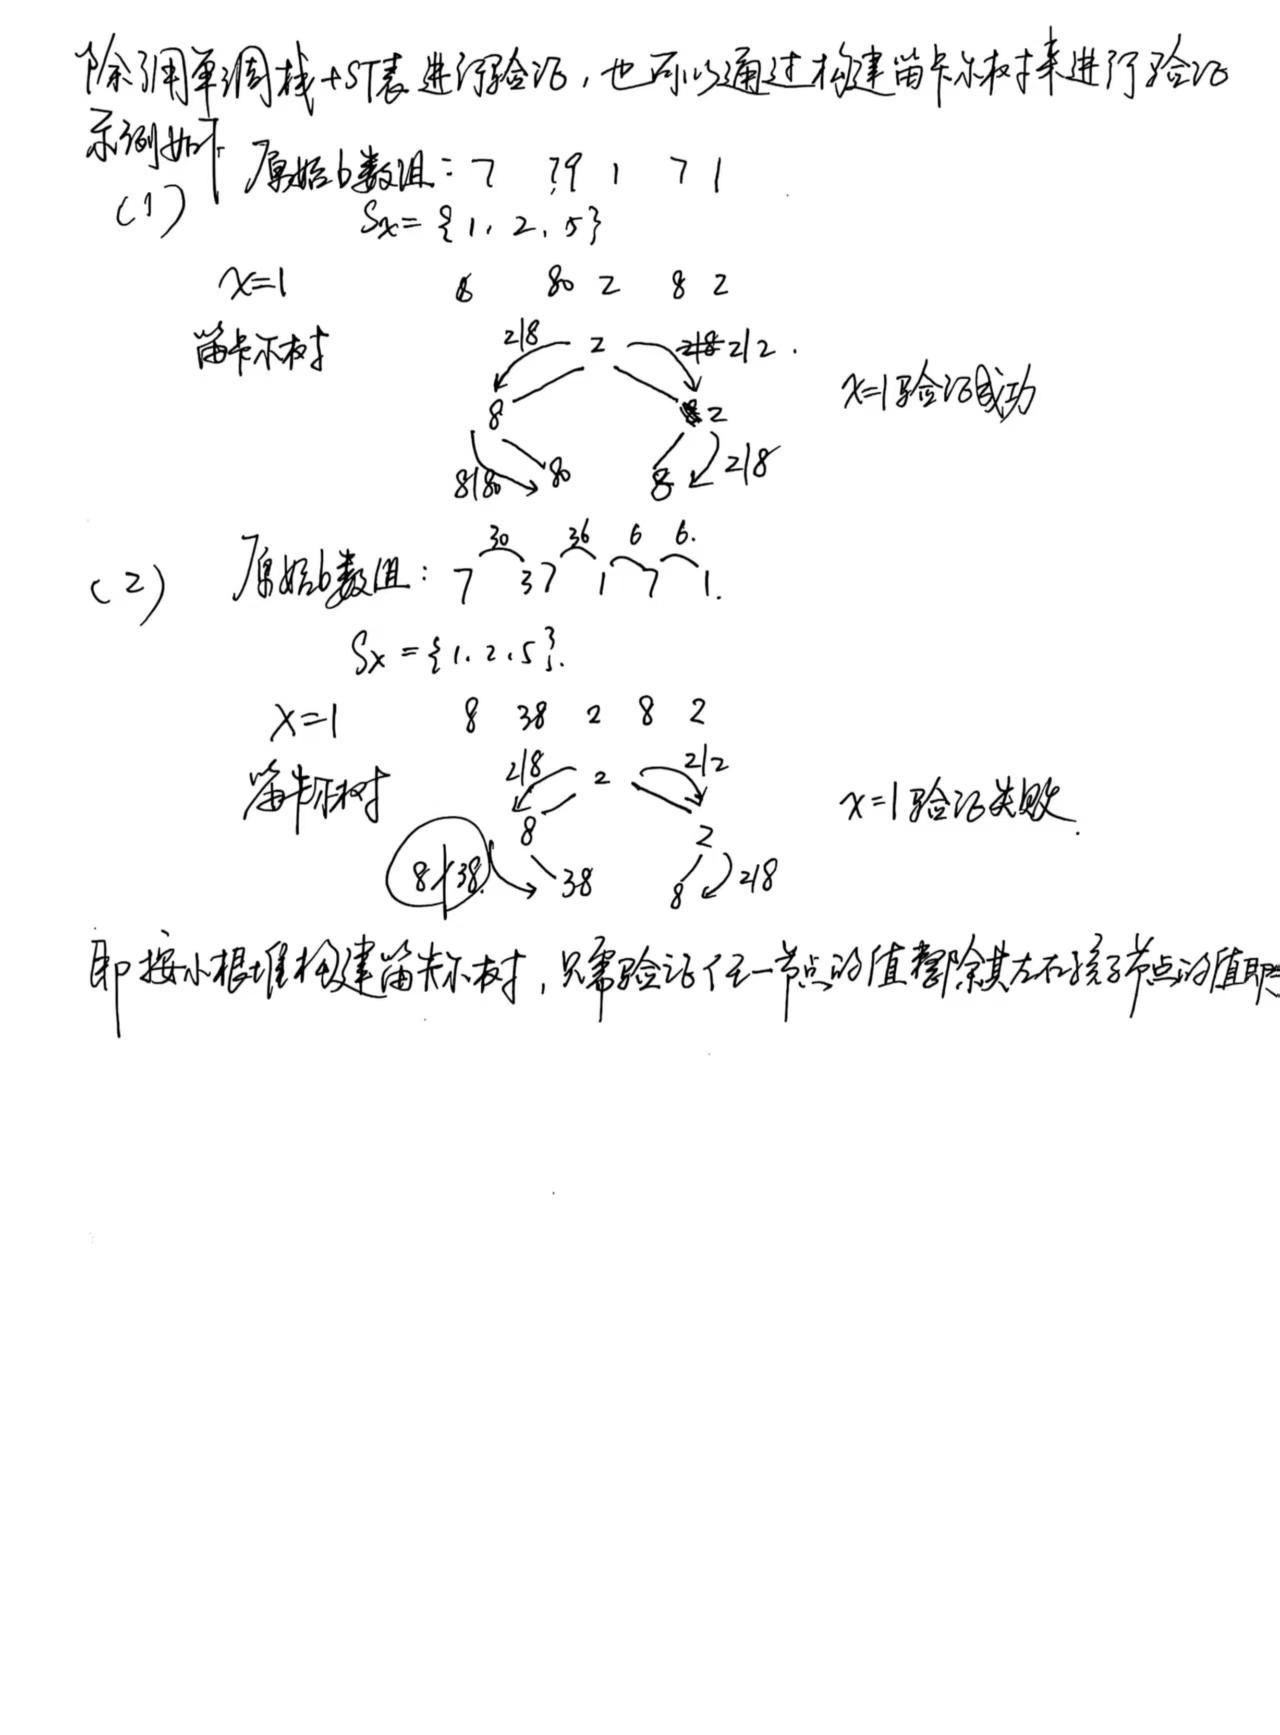 除了用单调栈+ST表进行验证，也可以通过构建笛卡尔树来进行验证
示例如下
(1) 原始b数组: 7 79 1 7 1
Sx={1, 2, 5}
x=1 8 80 2 8 2
笛卡尔树 2|8 2 2|8 2|2.
8 2 x=1验证成功
8|80 80 8 2|8
30 36 6 6.
(2) 原始b数组: 7 37 1 7 1.
Sx={1.2.5}.
x=1 8 38 2 8 2
笛卡尔树 2|8 2 2|2
8 2 x=1验证失败.
8∤38. 38 8 2|8
即按小根堆构建笛卡尔树，只需验证任一节点的值整除其左右孩子节点的值即